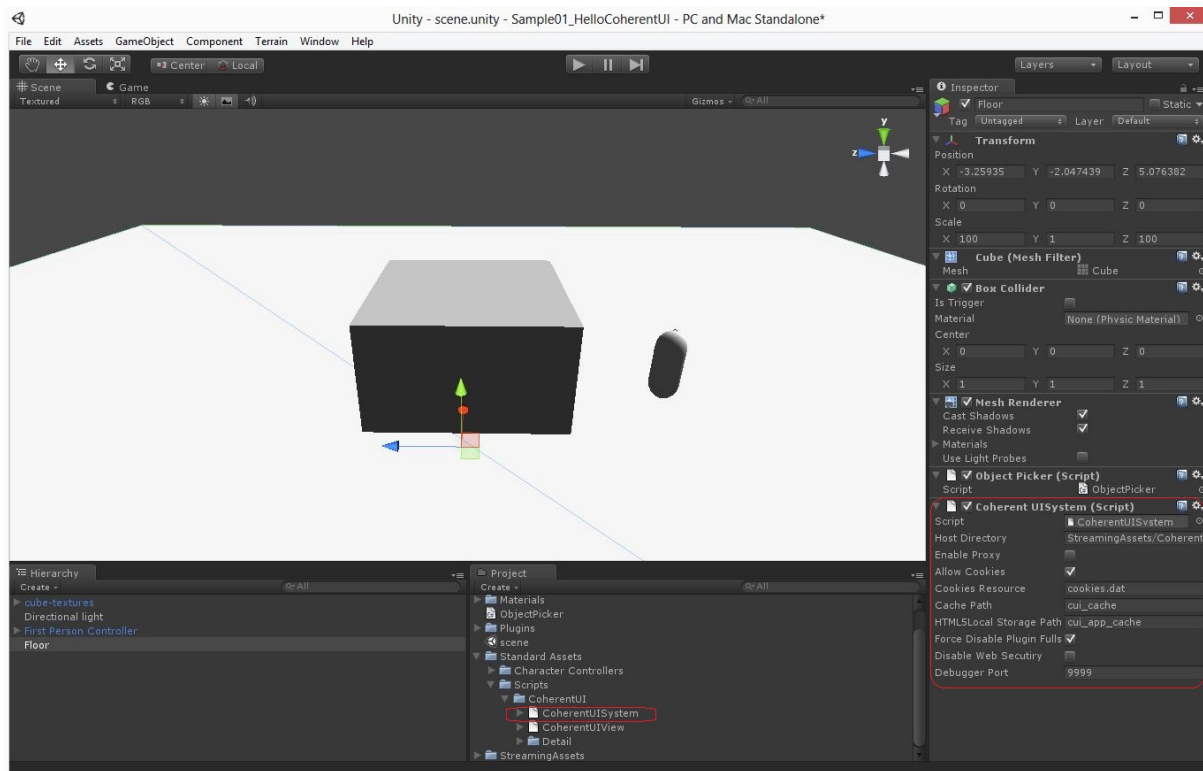 Unity - scene.unity - Sample01_HelloCoherentUI - PC and Mac Standalone*
File Edit Assets GameObject Component Terrain Window Help
Center Local Layers Layout
Scene Game
Textured RGB Gizmos All
y
z
Inspector
Floor Static
Tag Untagged Layer Default
Transform
Position
X -3.25935 Y -2.047439 Z 5.076382
Rotation
X 0 Y 0 Z 0
Scale
X 100 Y 1 Z 100
Cube (Mesh Filter)
Mesh Cube
Box Collider
Is Trigger
Material None (Physic Material)
Center
X 0 Y 0 Z 0
Size
X 1 Y 1 Z 1
Mesh Renderer
Cast Shadows
Receive Shadows
Materials
Use Light Probes
Object Picker (Script)
Script ObjectPicker
Coherent UISystem (Script)
Script CoherentUISystem
Host Directory StreamingAssets/Coherent
Enable Proxy
Allow Cookies
Cookies Resource cookies.dat
Cache Path cui_cache
HTML5Local Storage Path cui_app_cache
Force Disable Plugin Fulls
Disable Web Secutiry
Debugger Port 9999
Hierarchy
Create All
cube-textures
Directional light
First Person Controller
Floor
Project
Create All
Materials
ObjectPicker
Plugins
scene
Standard Assets
Character Controllers
Scripts
CoherentUI
CoherentUISystem
CoherentUIView
Detail
StreamingAssets